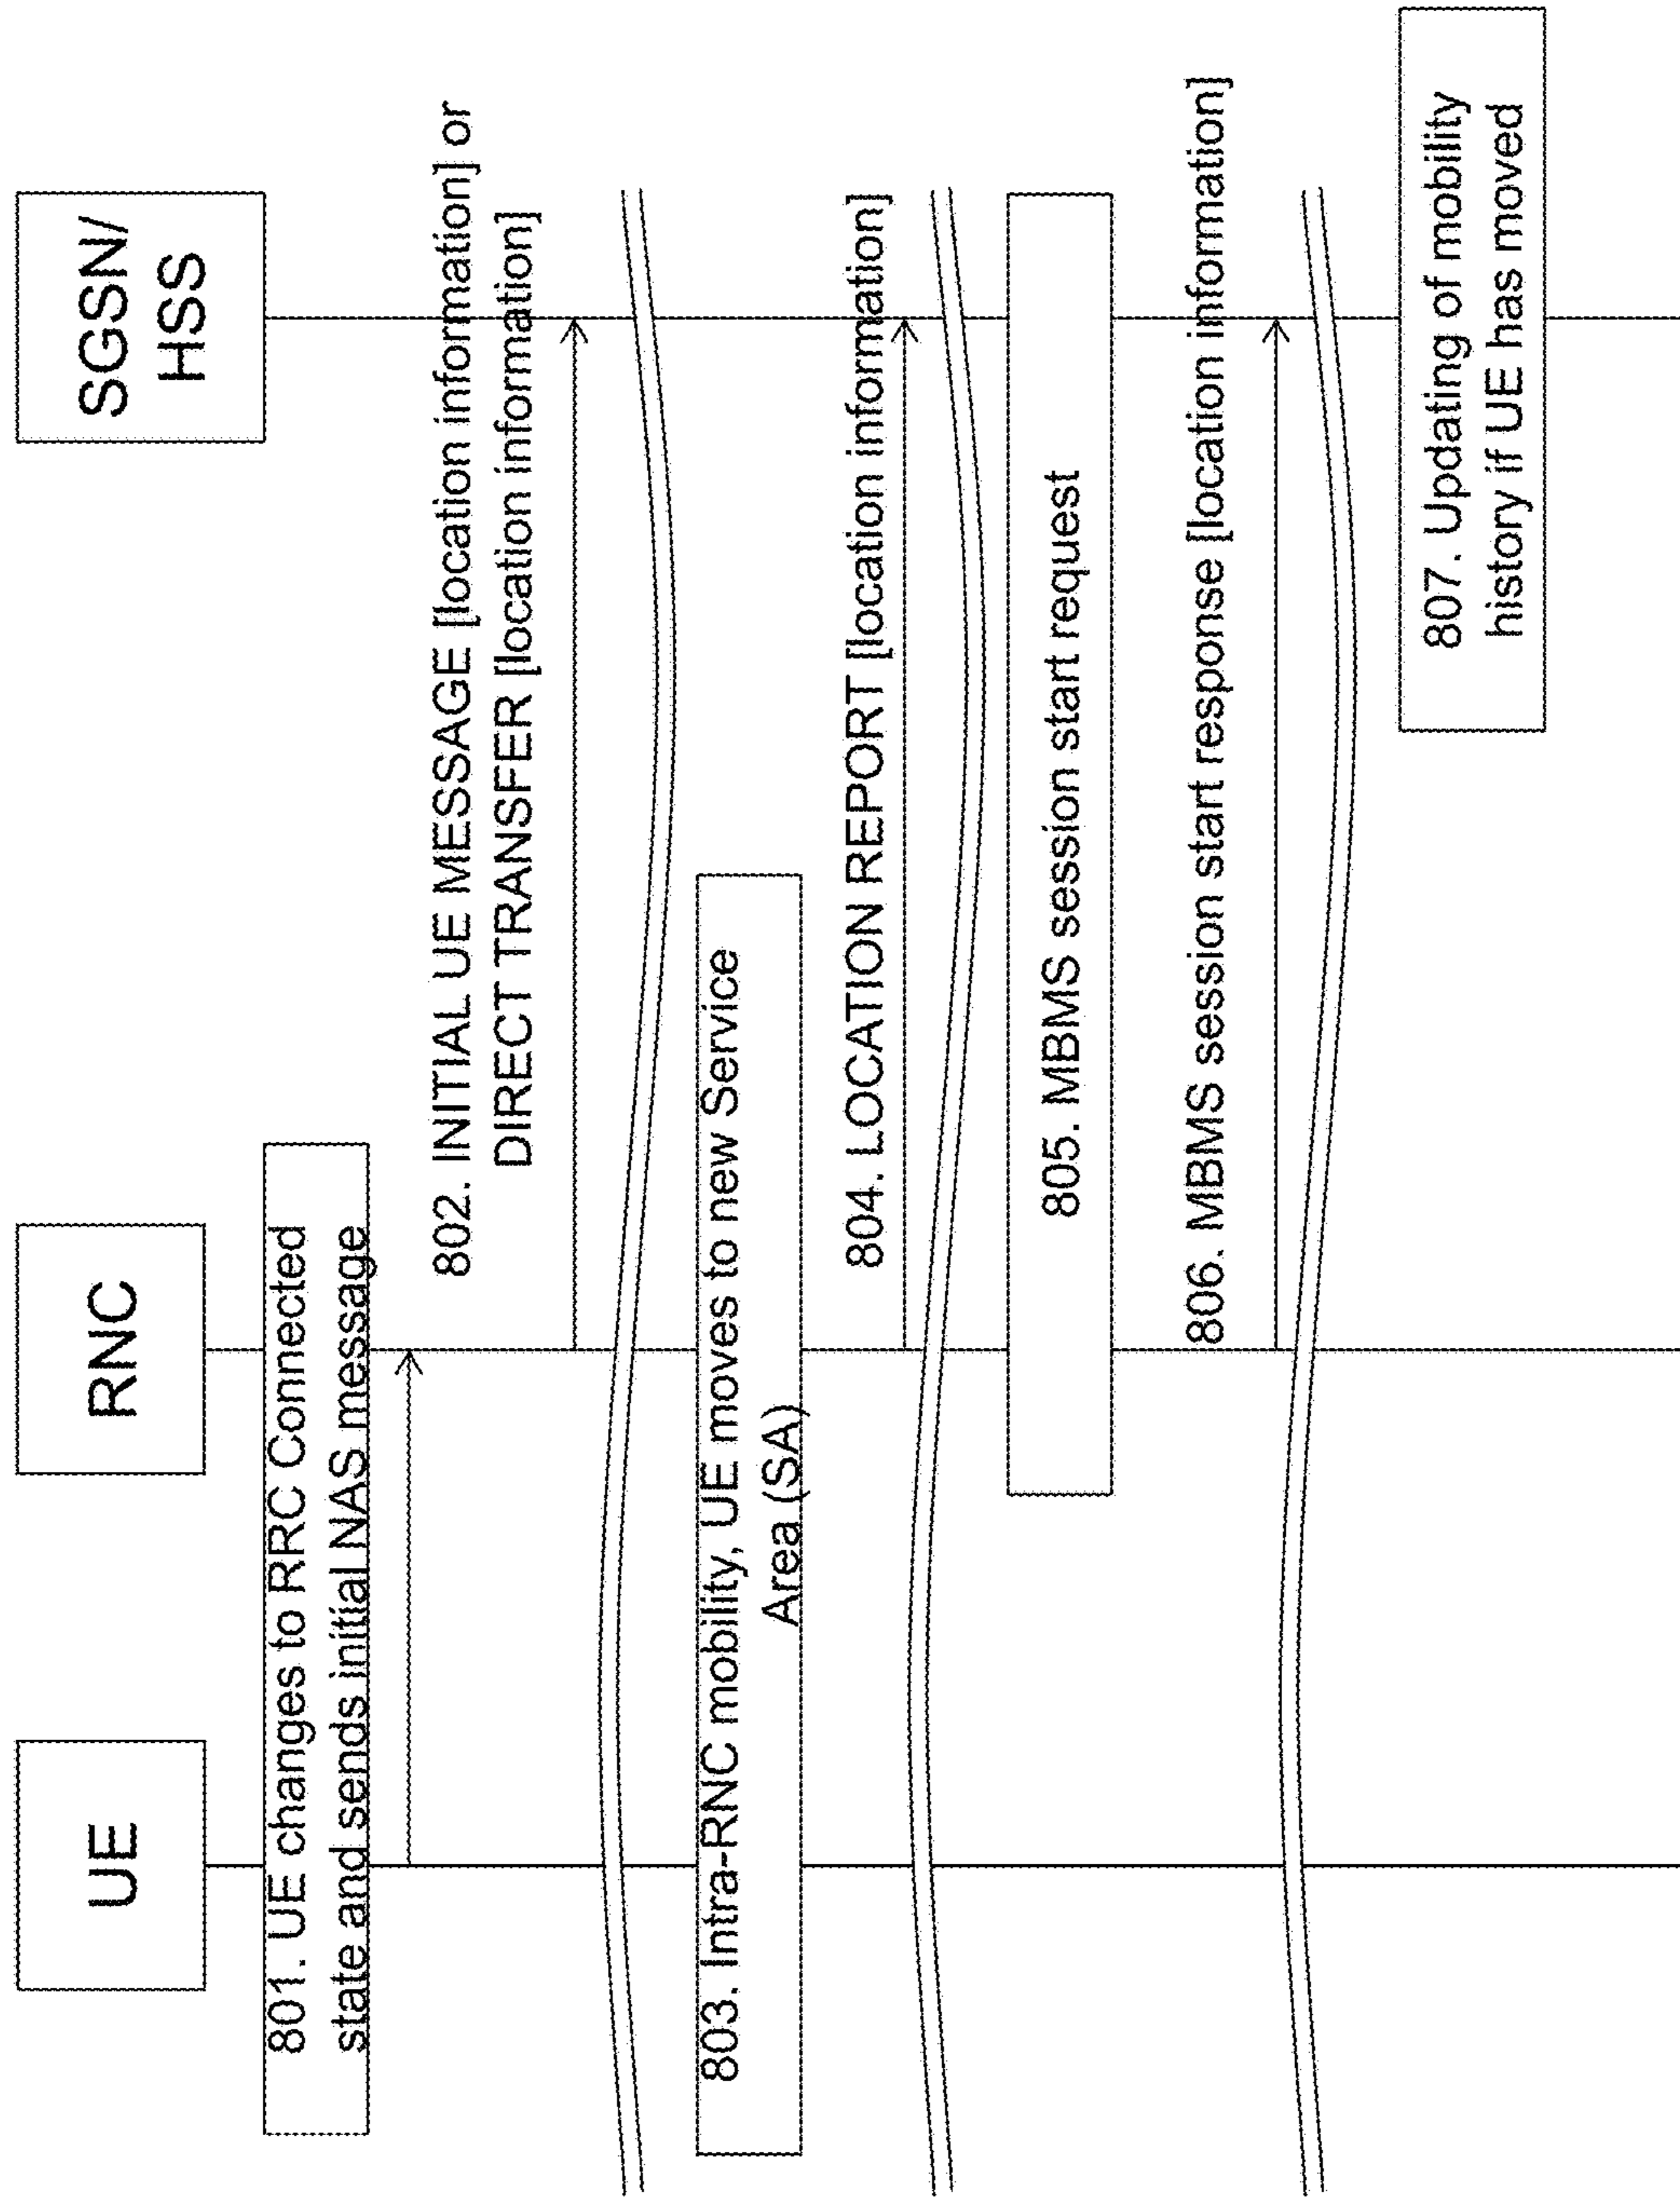 UE
RNC
SGSN/
HSS
801. UE changes to RRC Connected
state and sends initial NAS message
802. INITIAL UE MESSAGE [location information] or
DIRECT TRANSFER [location information]
803. Intra-RNC mobility, UE moves to new Service
Area (SA)
804. LOCATION REPORT [location information]
805. MBMS session start request
806. MBMS session start response [location information]
807. Updating of mobility
history if UE has moved